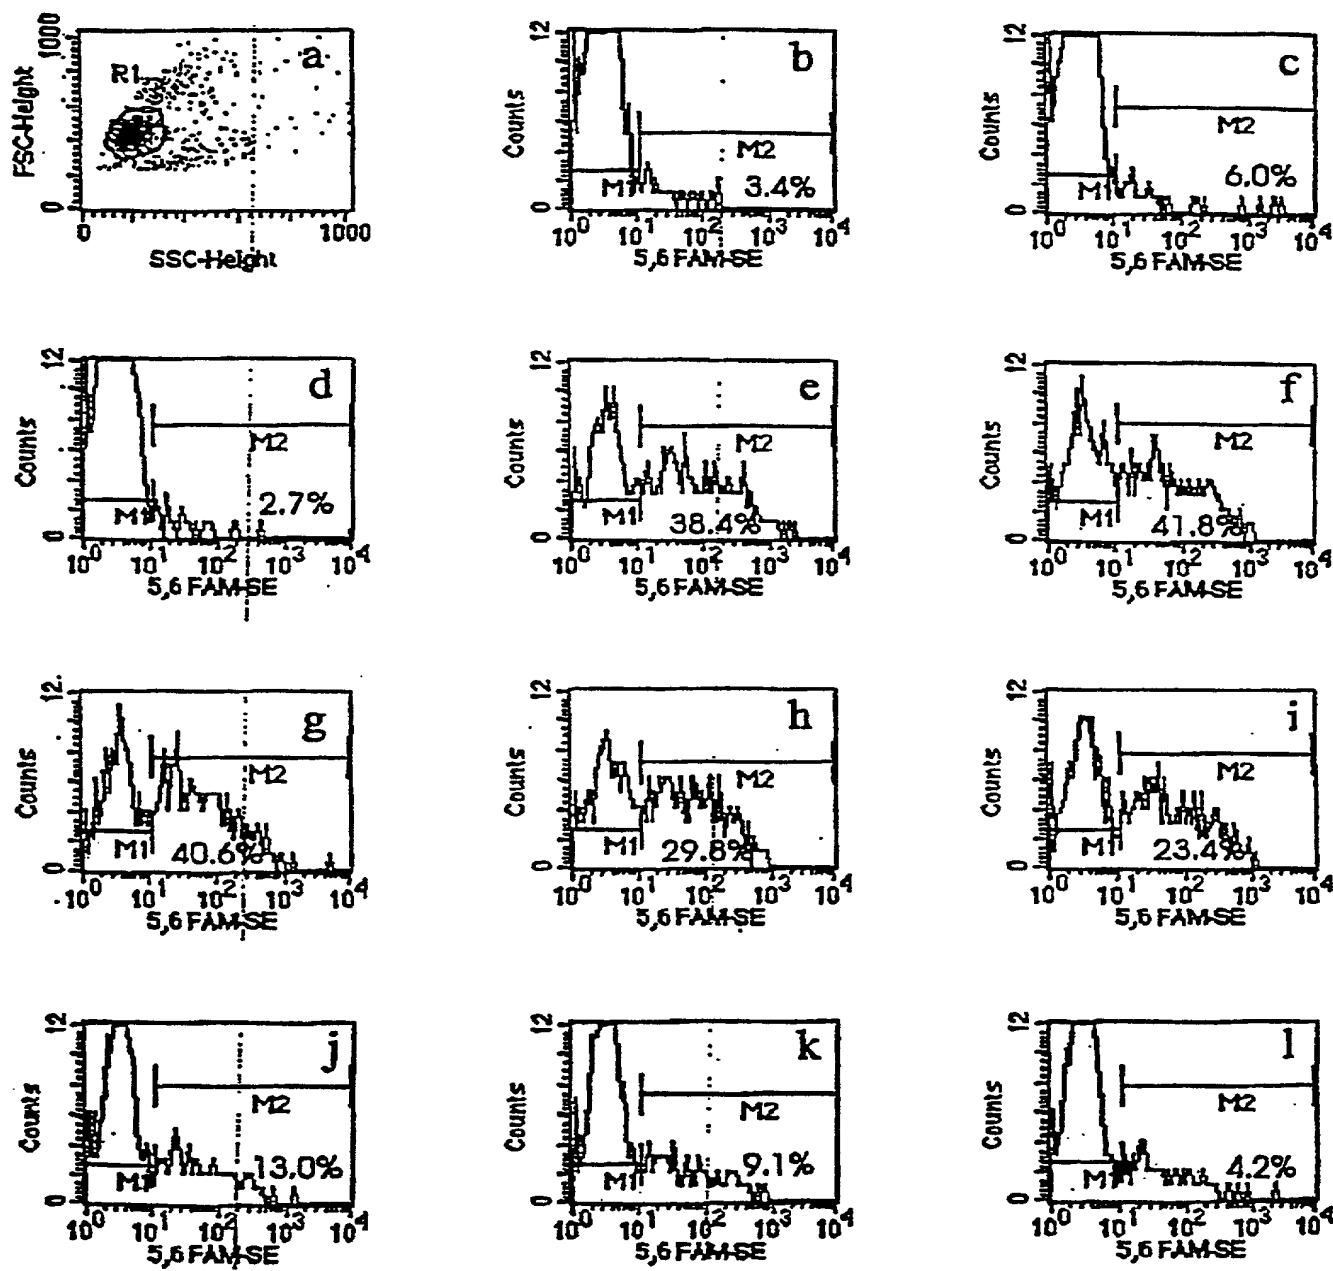 1000 FSC-Height 0 R1 a
0 1000
SSC-Height
12 Counts 0 b M2 M1 3.4%
10^0 10^1 10^2 10^3 10^4
5,6 FAM-SE
12 Counts 0 c M2 M1 6.0%
10^0 10^1 10^2 10^3 10^4
5,6 FAM-SE
12 Counts 0 d M2 M1 2.7%
10^0 10^1 10^2 10^3 10^4
5,6 FAM-SE
12 Counts 0 e M2 M1 38.4%
10^0 10^1 10^2 10^3 10^4
5,6 FAM-SE
12 Counts 0 f M2 M1 41.8%
10^0 10^1 10^2 10^3 10^4
5,6 FAM-SE
12 Counts 0 g M2 M1 40.6%
10^0 10^1 10^2 10^3 10^4
5,6 FAM-SE
12 Counts 0 h M2 M1 29.8%
10^0 10^1 10^2 10^3 10^4
5,6 FAM-SE
12 Counts 0 i M2 M1 23.4%
10^0 10^1 10^2 10^3 10^4
5,6 FAM-SE
12 Counts 0 j M2 M1 13.0%
10^0 10^1 10^2 10^3 10^4
5,6 FAM-SE
12 Counts 0 k M2 M1 9.1%
10^0 10^1 10^2 10^3 10^4
5,6 FAM-SE
12 Counts 0 l M2 M1 4.2%
10^0 10^1 10^2 10^3 10^4
5,6 FAM-SE